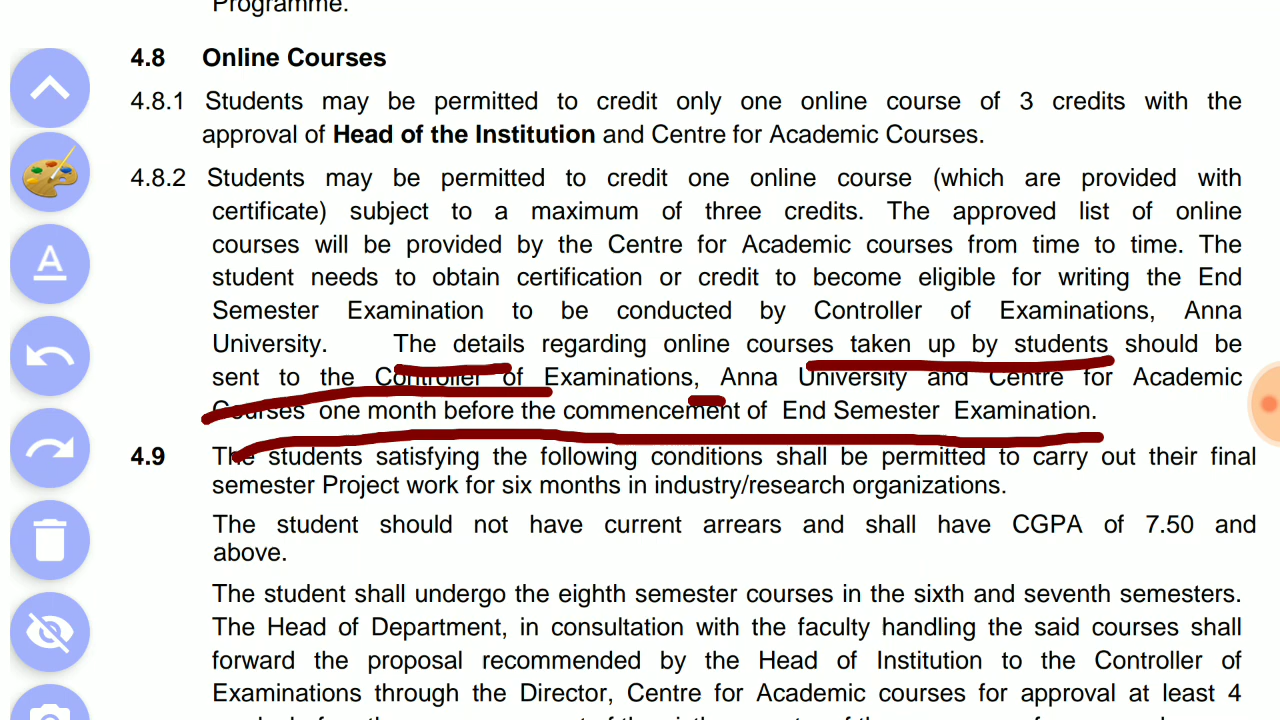 Programme.
4.8 Online Courses
4.8.1 Students may be permitted to credit only one online course of 3 credits with the
approval of Head of the Institution and Centre for Academic Courses.
4.8.2 Students may be permitted to credit one online course (which are provided with
certificate) subject to a maximum of three credits. The approved list of online
courses will be provided by the Centre for Academic courses from time to time. The
student needs to obtain certification or credit to become eligible for writing the End
Semester Examination to be conducted by Controller of Examinations, Anna
University. The details regarding online courses taken up by students should be
sent to the Controller of Examinations, Anna University and Centre for Academic
Courses one month before the commencement of End Semester Examination.
4.9 The students satisfying the following conditions shall be permitted to carry out their final
semester Project work for six months in industry/research organizations.
The student should not have current arrears and shall have CGPA of 7.50 and
above.
The student shall undergo the eighth semester courses in the sixth and seventh semesters.
The Head of Department, in consultation with the faculty handling the said courses shall
forward the proposal recommended by the Head of Institution to the Controller of
Examinations through the Director, Centre for Academic courses for approval at least 4